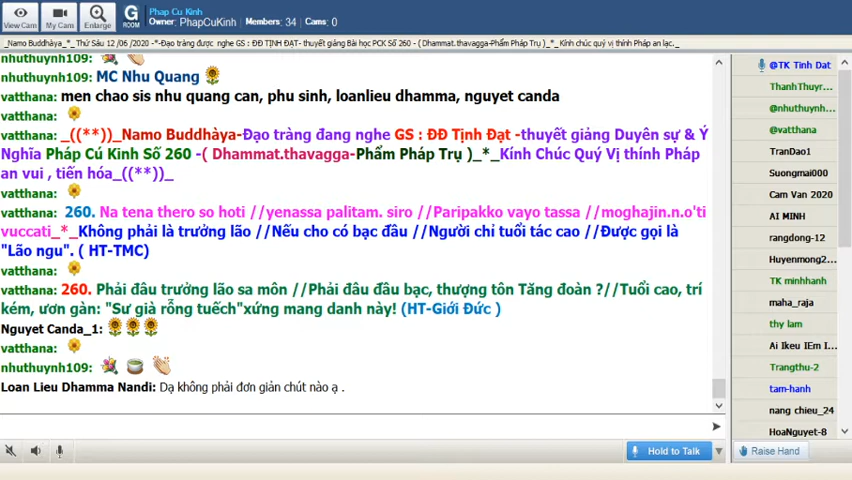 Phap Cu Kinh
Owner: PhapCuKinh Members: 34 Cams: 0
View Cam My Cam Enlarge G ROOM
_Namo Buddhàya_*_ Thứ Sáu 12 /06 /2020 -*-Đạo tràng được nghe GS : ĐĐ TỊNH ĐẠT- thuyết giảng Bài học PCK Số 260 - ( Dhammat.thavagga-Phẩm Pháp Trụ )_*_ Kính chúc quý vị thính Pháp an lạc._
nhuthuynh109:
nhuthuynh109: MC Nhu Quang
vatthana: men chao sis nhu quang can, phu sinh, loanlieu dhamma, nguyet canda
vatthana:
vatthana: _((**))_Namo Buddhàya-Đạo tràng đang nghe GS : ĐĐ Tịnh Đạt -thuyết giảng Duyên sự & Ý
Nghĩa Pháp Cú Kinh Số 260 -( Dhammat.thavagga-Phẩm Pháp Trụ )_*_Kính Chúc Quý Vị thính Pháp
an vui , tiến hóa_((**))_
vatthana:
vatthana: 260. Na tena thero so hoti //yenassa palitam. siro //Paripakko vayo tassa //moghajin.n.o'ti
vuccati_*_Không phải là trưởng lão //Nếu cho có bạc đầu //Người chỉ tuổi tác cao //Được gọi là
"Lão ngu". ( HT-TMC)
vatthana:
vatthana: 260. Phải đâu trưởng lão sa môn //Phải đâu đầu bạc, thượng tôn Tăng đoàn ?//Tuổi cao, trí
kém, ươn gàn: "Sư già rỗng tuếch"xứng mang danh này! (HT-Giới Đức )
Nguyet Canda_1:
vatthana:
nhuthuynh109:
Loan Lieu Dhamma Nandi: Dạ không phải đơn giản chút nào ạ .
@TK Tinh Dat
ThanhThuyr...
@nhuthuynh...
@vatthana
TranDao1
Suongmai000
Cam Van 2020
AI MINH
rangdong-12
Huyenmong2...
TK minhhanh
maha_raja
thy lam
Ai Ikeu IEm I...
Trangthu-2
tam-hanh
nang chieu_24
HoaNguyet-8
Hold to Talk
Raise Hand